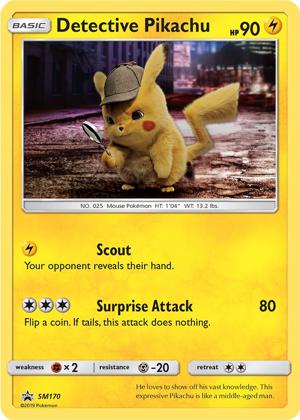 BASIC Detective Pikachu HP90
NO. 025 Mouse Pokémon HT: 1'04" WT: 13.2 lbs.
Scout
Your opponent reveals their hand.
Surprise Attack 80
Flip a coin. If tails, this attack does nothing.
weakness ×2 resistance -20 retreat
SM170
©2019 Pokémon
He loves to show off his vast knowledge. This
expressive Pikachu is like a macho middle-aged man.